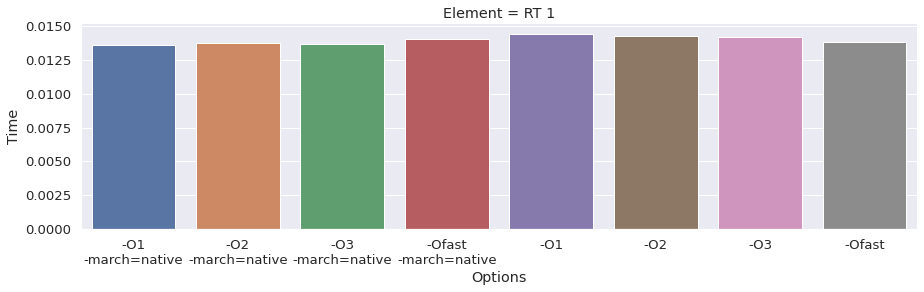 Element = RT 1
0.0150
0.0125
0.0100
0.0075
0.0050
0.0025
0.0000
Time
-O1
-march=native
-O2
-march=native
-O3
-march=native
-Ofast
-march=native
-O1
-O2
-O3
-Ofast
Options